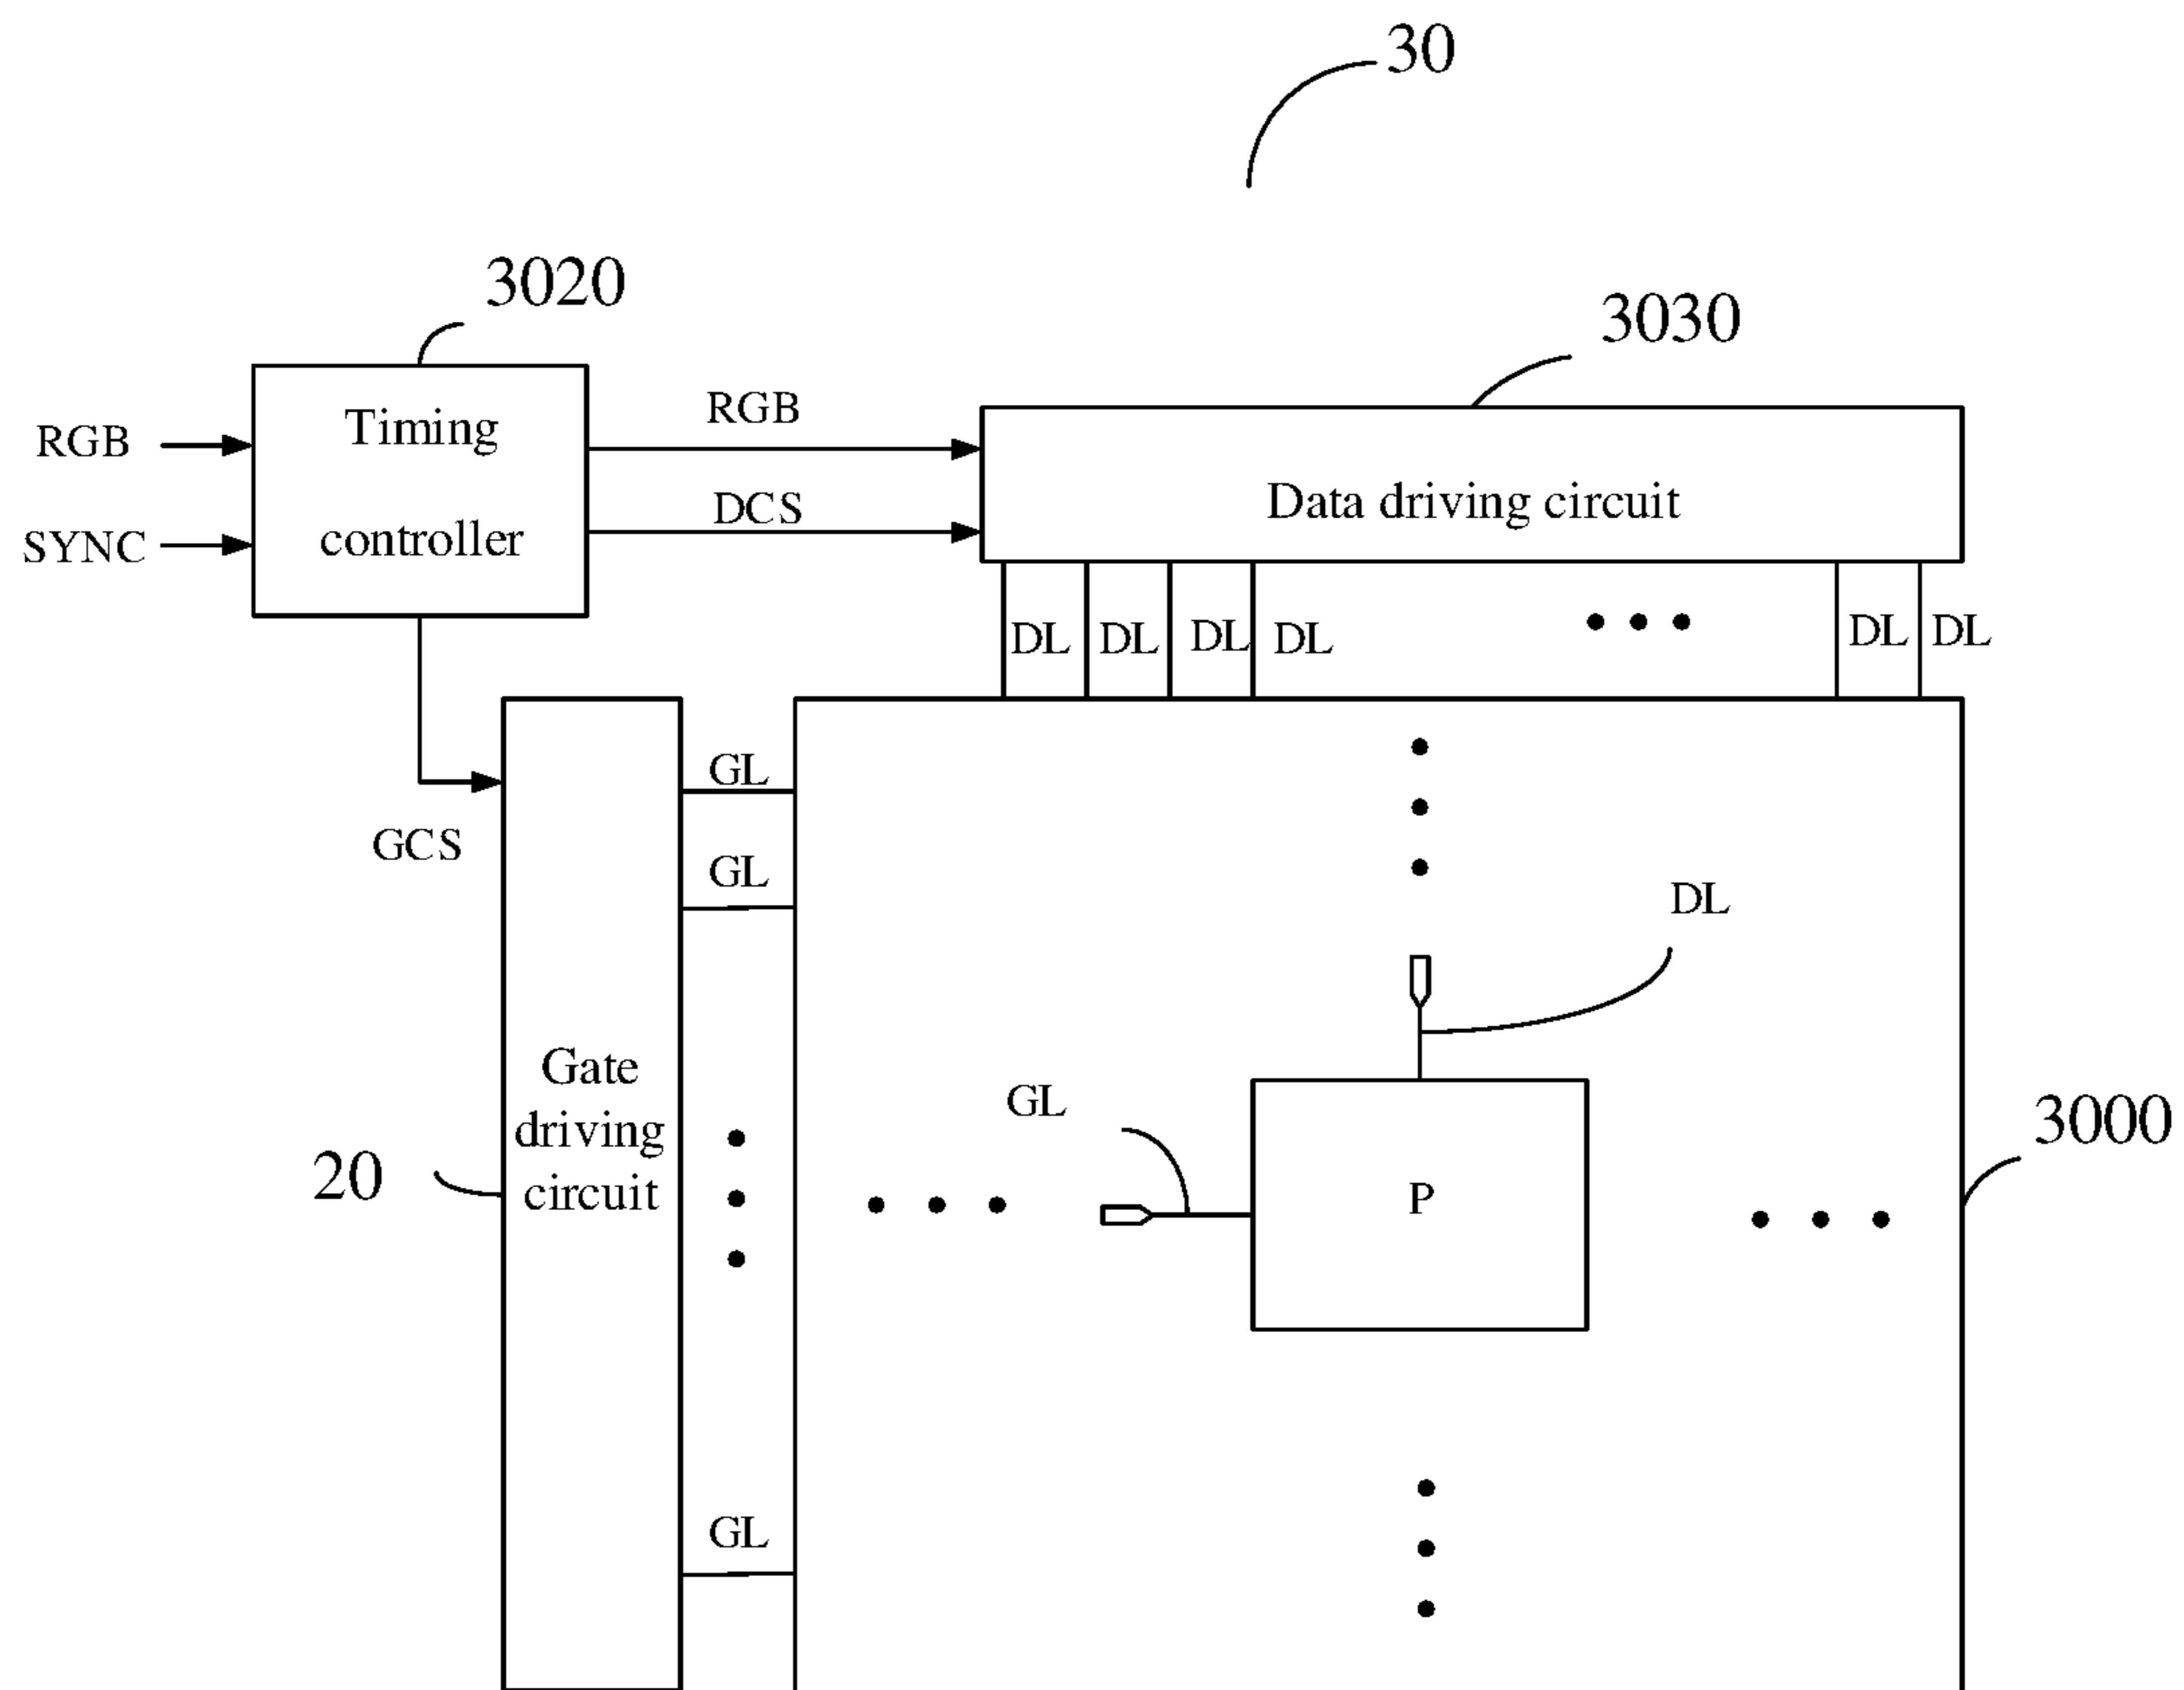 30
3020
3030
RGB
Timing
RGB
SYNC
controller
DCS
Data driving circuit
DL DL DL DL DL DL
GL
GCS
GL
DL
Gate
driving
circuit
20
GL
P
3000
GL